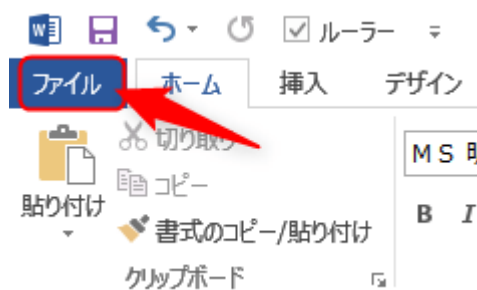 ルーラー
ファイル ホーム 挿入 デザイン
切り取り
コピー
貼り付け
書式のコピー/貼り付け
クリップボード
ＭＳ 明
B I